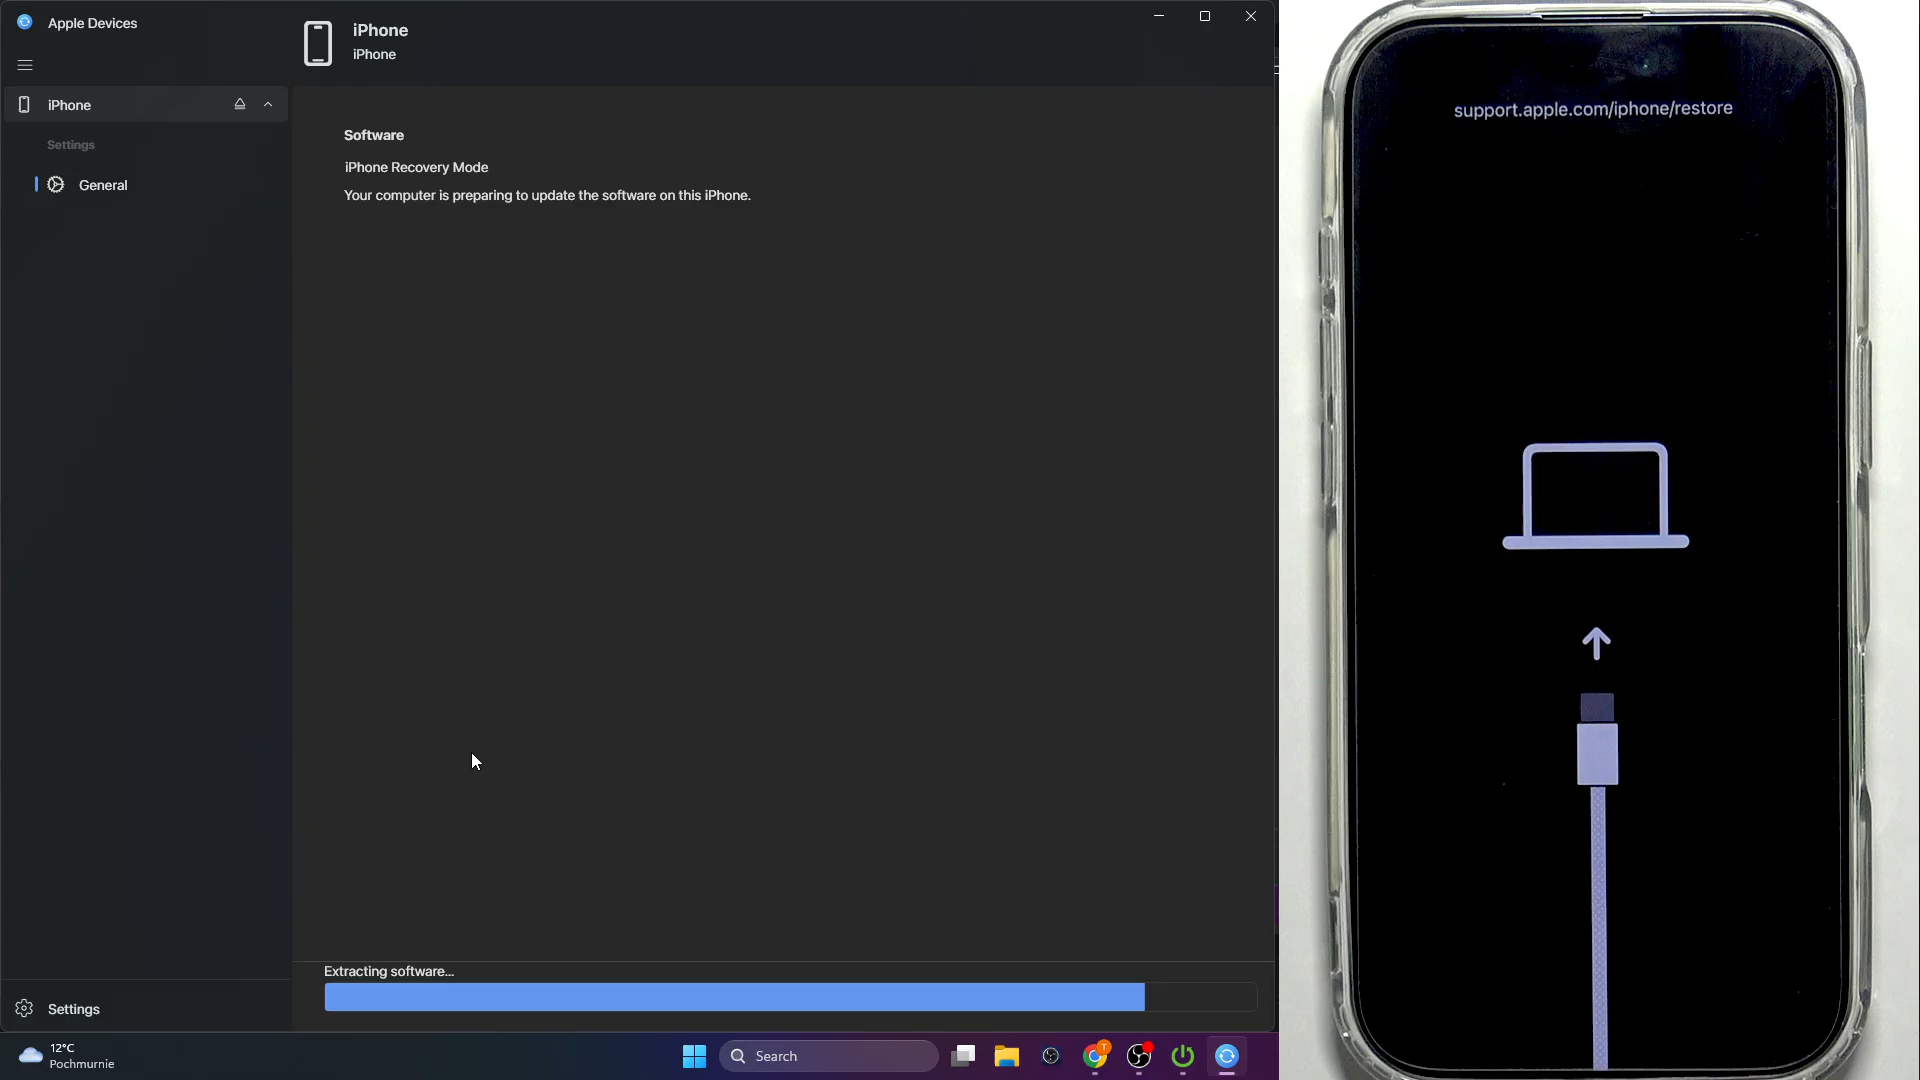 Apple Devices
iPhone
iPhone
iPhone
Settings
General
Software
iPhone Recovery Mode
Your computer is preparing to update the software on this iPhone.
Extracting software...
Settings
12°C
Pochmurnie
Search
T
support.apple.com/iphone/restore